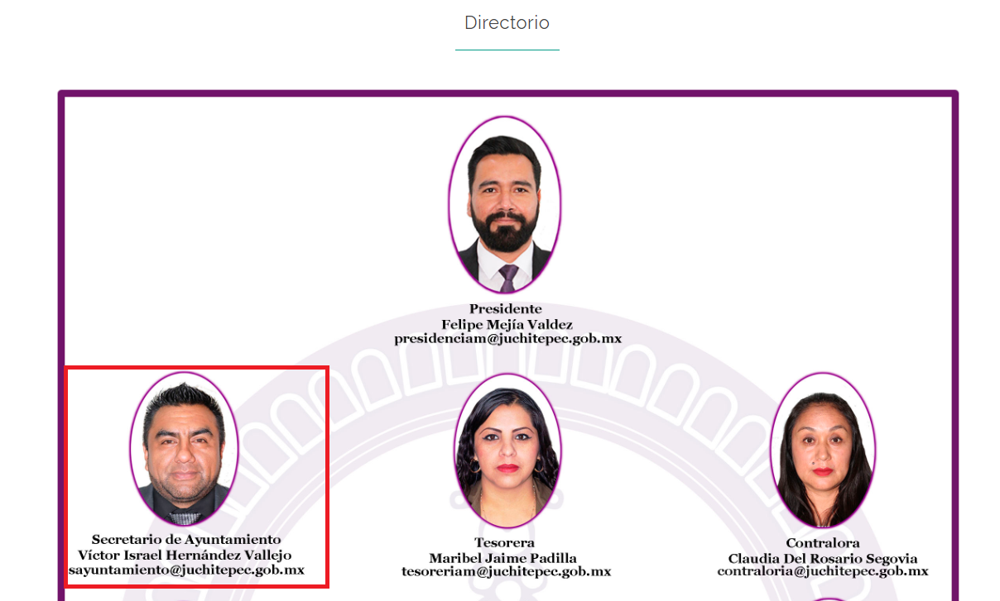 Directorio
Presidente
Felipe Mejía Valdez
presidenciam@juchitepec.gob.mx
Secretario de Ayuntamiento
Víctor Israel Hernández Vallejo
sayuntamiento@juchitepec.gob.mx
Tesorera
Maribel Jaime Padilla
tesoreriam@juchitepec.gob.mx
Contralora
Claudia Del Rosario Segovia
contraloria@juchitepec.gob.mx